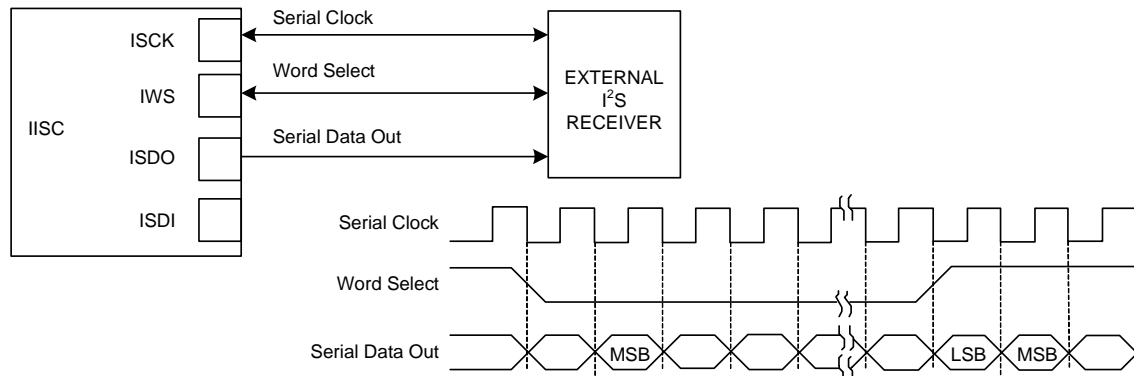 Serial Clock
ISCK
Word Select
IWS
EXTERNAL
I²S
RECEIVER
IISC
Serial Data Out
ISDO
ISDI
Serial Clock
Word Select
Serial Data Out
MSB
LSB
MSB